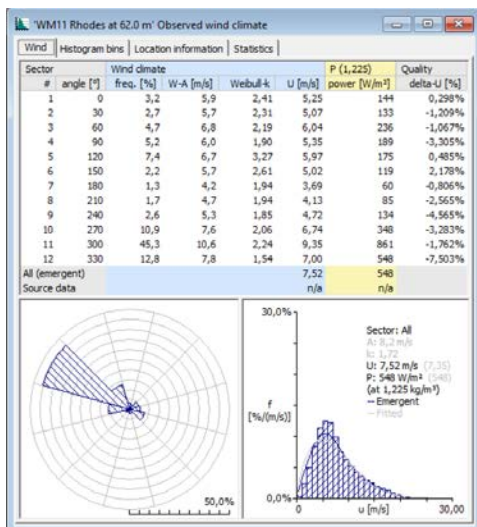 'WM11 Rhodes at 62.0 m' Observed wind climate
Wind Histogram bins Location information Statistics
Sector Wind climate P (1,225) Quality
# angle [°] freq. [%] W-A [m/s] Weibull-k U [m/s] power [W/m²] delta-U [%]
1 0 3,2 5,9 2,41 5,25 144 0,298%
2 30 2,7 5,7 2,31 5,07 133 -1,209%
3 60 4,7 6,8 2,19 6,04 236 -1,067%
4 90 5,2 6,0 1,90 5,35 189 -3,305%
5 120 7,4 6,7 3,27 5,97 175 0,485%
6 150 2,2 5,7 2,61 5,02 119 2,178%
7 180 1,3 4,2 1,94 3,69 60 -0,806%
8 210 1,7 4,7 1,94 4,13 85 -2,565%
9 240 2,6 5,3 1,85 4,72 134 -4,565%
10 270 10,9 7,6 2,06 6,74 348 -3,283%
11 300 45,3 10,6 2,24 9,35 861 -1,762%
12 330 12,8 7,8 1,54 7,00 548 -7,503%
All (emergent) 7,52 548
Source data n/a n/a
50,0%
30,0%
Sector: All
A: 8,2 m/s
k: 1,72
U: 7,52 m/s (7,35)
P: 548 W/m² (548)
(at 1,225 kg/m³)
-- Emergent
-- Fitted
f
[%/(m/s)]
0,0%
0 u [m/s] 30,00